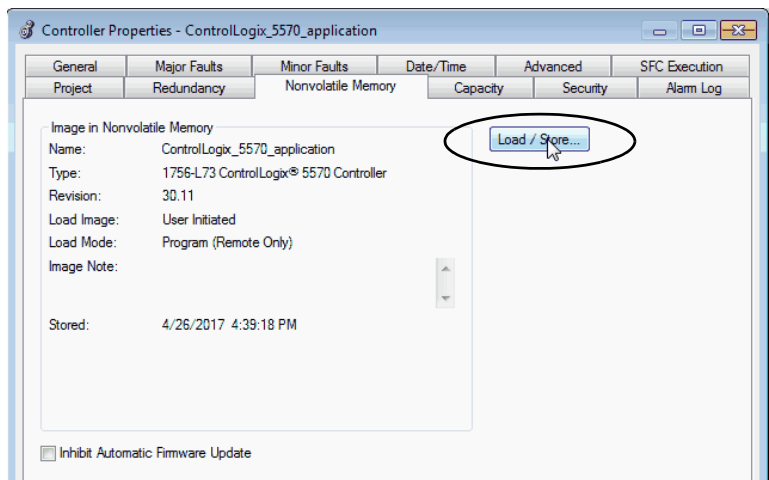 Controller Properties - ControlLogix_5570_application
General Major Faults Minor Faults Date/Time Advanced SFC Execution
Project Redundancy Nonvolatile Memory Capacity Security Alarm Log
Image in Nonvolatile Memory
Load / Store...
Name: ControlLogix_5570_application
Type: 1756-L73 ControlLogix® 5570 Controller
Revision: 30.11
Load Image: User Initiated
Load Mode: Program (Remote Only)
Image Note:
Stored: 4/26/2017 4:39:18 PM
Inhibit Automatic Firmware Update